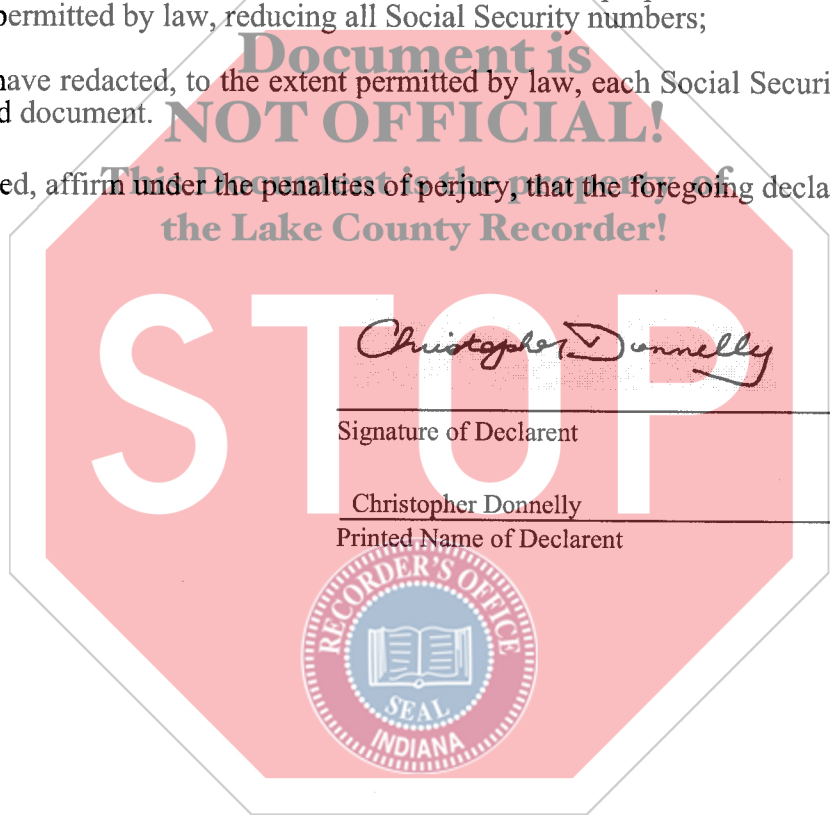 permitted by law, reducing all Social Security numbers;
Document is
have redacted, to the extent permitted by law, each Social Securi
d document.
NOT OFFICIAL!
This Document is the property of
ed, affirm under the penalties of perjury, that the foregoing decla
the Lake County Recorder!
STOP
Christopher Donnelly
Signature of Declarent
Christopher Donnelly
Printed Name of Declarent
RECORDER'S OFFICE
SEAL
INDIANA